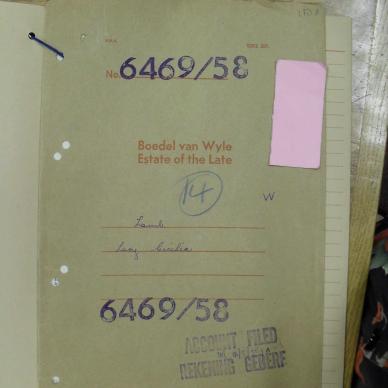 No. 6469/58
Boedel van Wyle
Estate of the Late
14
W
Lamb
Lucy Cecilia
6469/58
ACCOUNT FILED
REKENING GEBÊRF